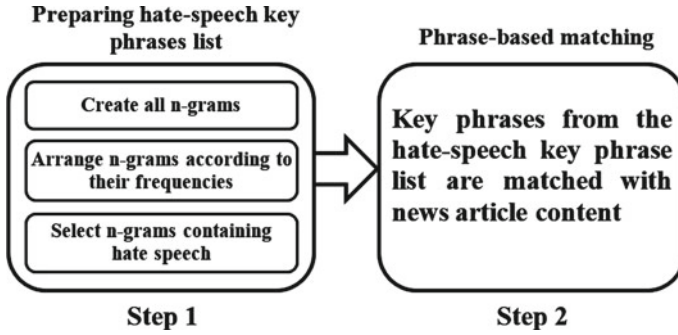 Preparing hate-speech key
phrases list
Create all n-grams
Arrange n-grams according to
their frequencies
Select n-grams containing
hate speech
Step 1
Phrase-based matching
Key phrases from the
hate-speech key phrase
list are matched with
news article content
Step 2